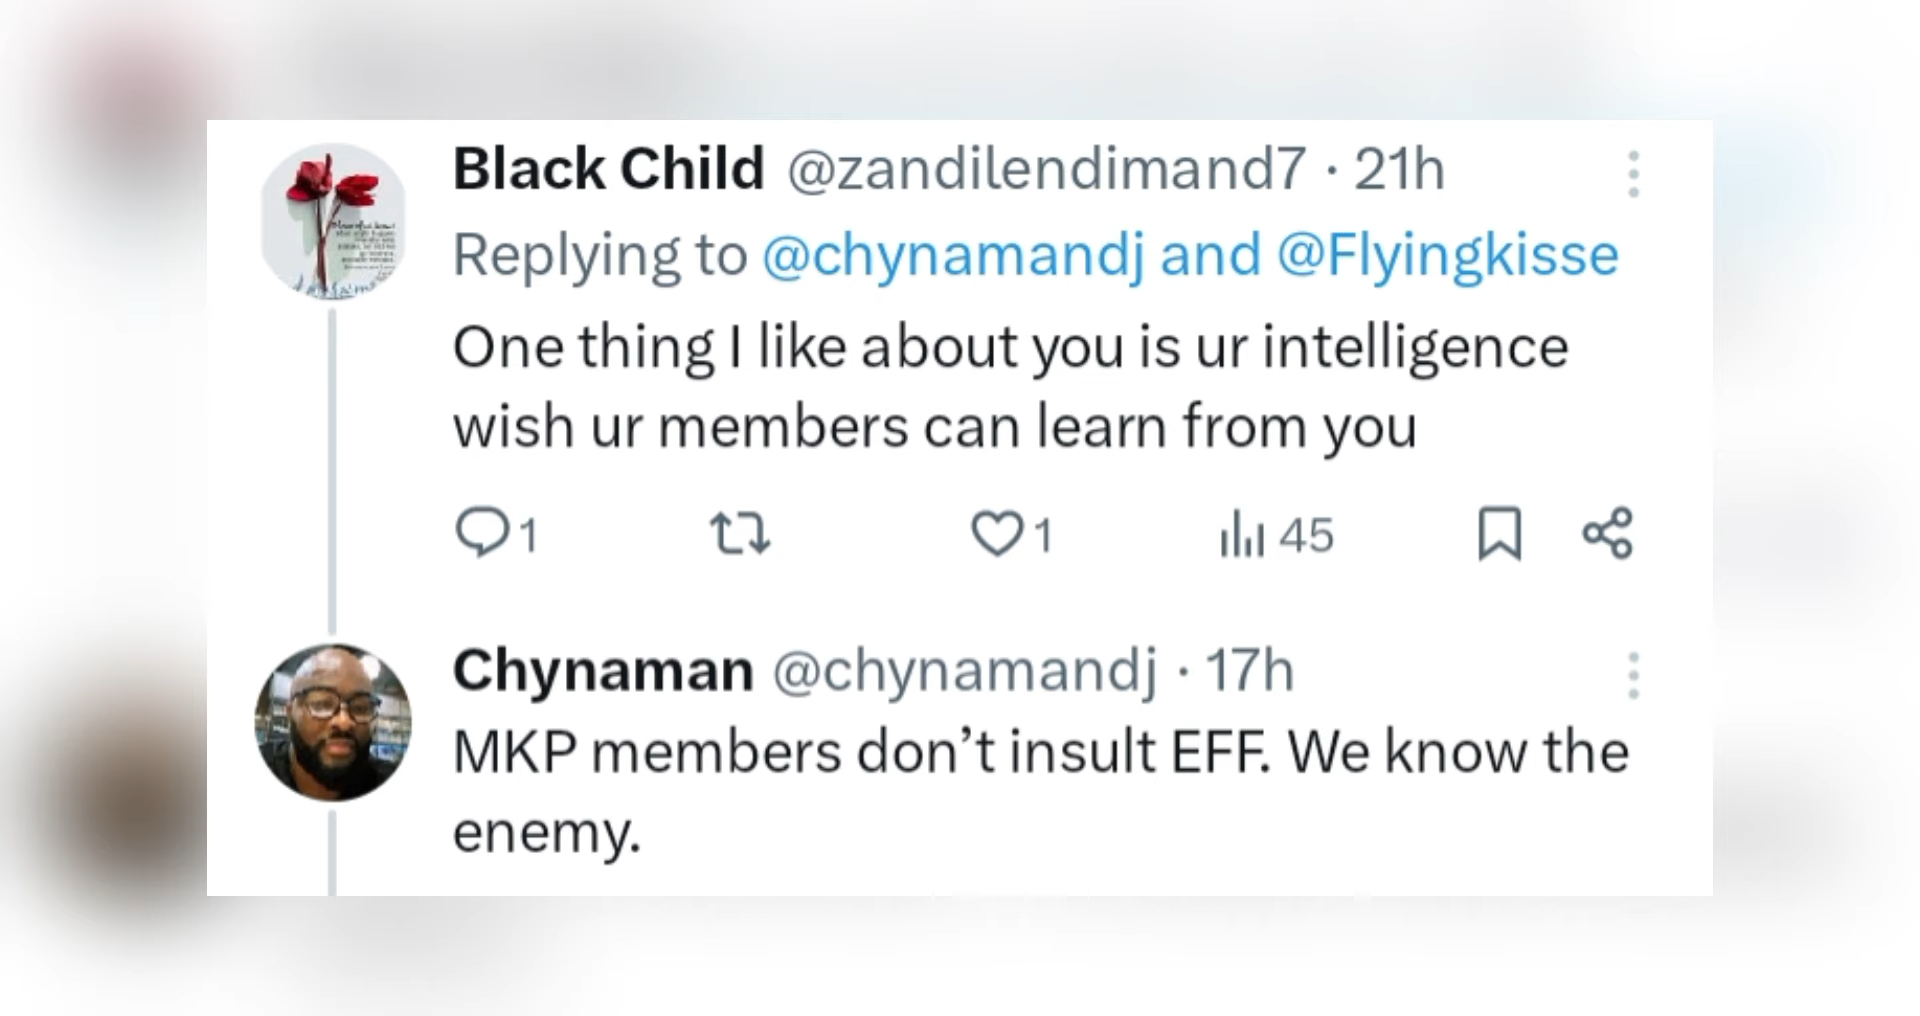 Black Child @zandilendimand7 · 21h
Replying to @chynamandj and @Flyingkisse
One thing I like about you is ur intelligence
wish ur members can learn from you
1 1 45
Chynaman @chynamandj · 17h
MKP members don’t insult EFF. We know the
enemy.